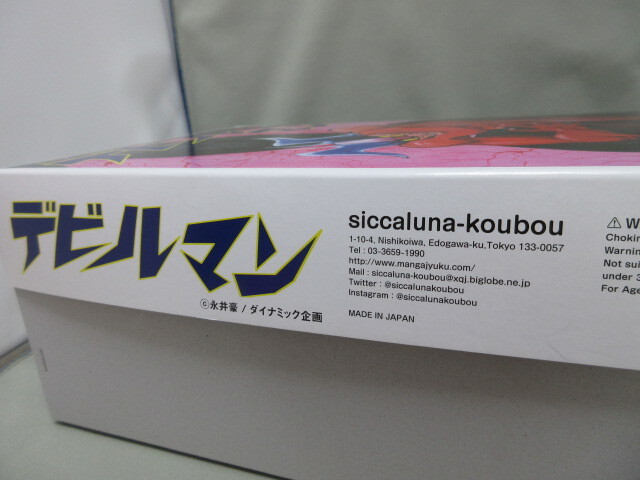 デビルマン
©永井豪 / ダイナミック企画
siccaluna-koubou
1-10-4, Nishikoiwa, Edogawa-ku,Tokyo 133-0057
Tel : 03-3659-1990
http://www.mangajyuku.com/
Mail : siccaluna-koubou@xqj.biglobe.ne.jp
Twitter : @siccalunakoubou
Instagram : @siccalunakoubou
MADE IN JAPAN
⚠ W
Chokin
Warnin
Not sui
under 3
For Age